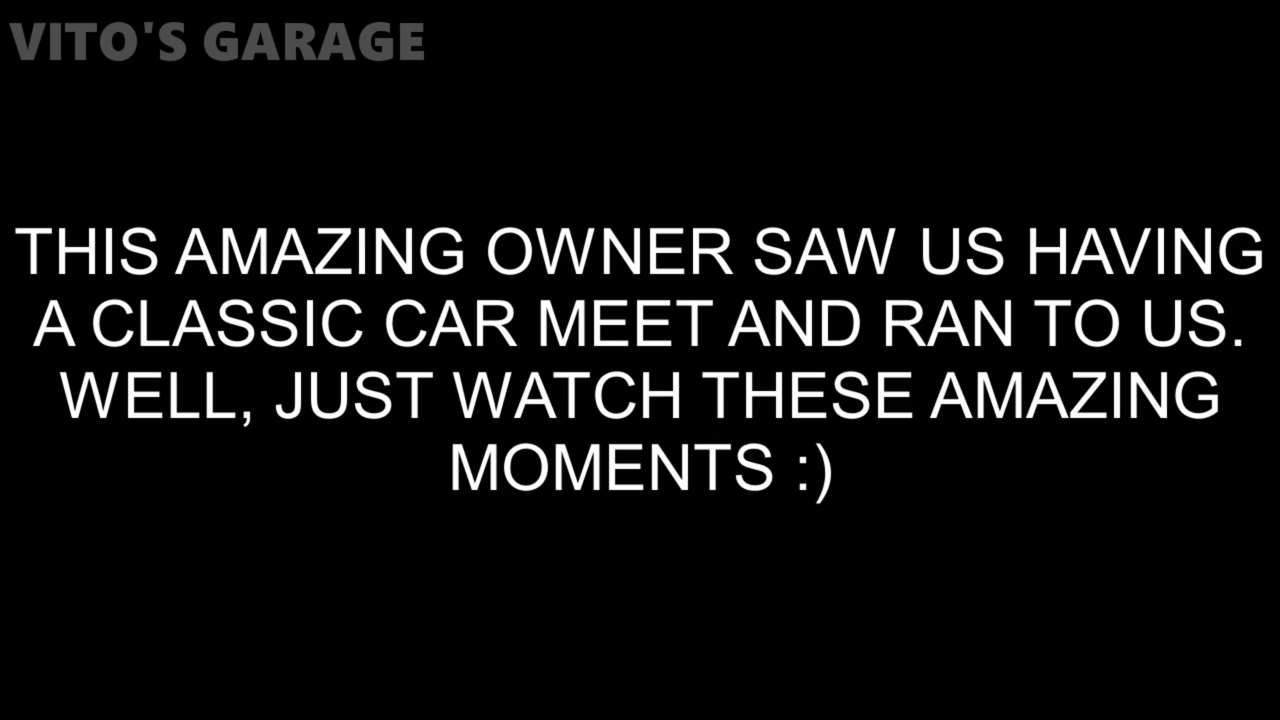 VITO'S GARAGE
THIS AMAZING OWNER SAW US HAVING
A CLASSIC CAR MEET AND RAN TO US.
WELL, JUST WATCH THESE AMAZING
MOMENTS :)